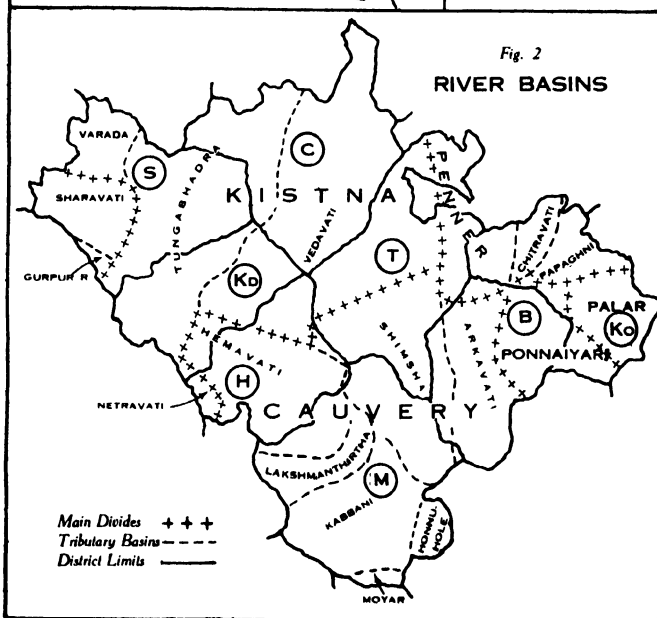 Fig. 2
RIVER BASINS
VARADA
S
C
SHARAVATI
TUNGABHADRA
KISTNA
PENNER
VEDAVATI
T
CHITRAVATI
PAPAGHNI
GURPUR R
KD
B
PALAR
KO
PONNAIYAR
HEMAVATI
SHIMSHA
ARKAVATI
H
NETRAVATI
CAUVERY
LAKSHMANTHIRTHA
M
KABBANI
HONNU-
HOLE
MOYAR
Main Divides + + +
Tributary Basins
District Limits